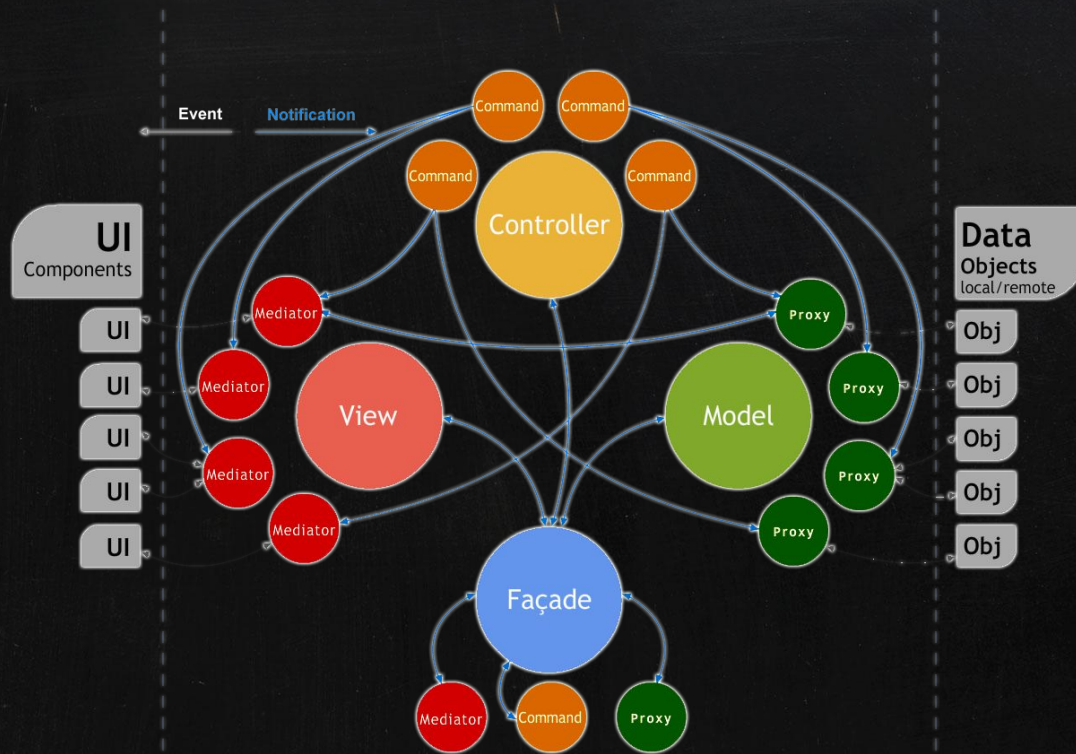 Command
Command
Event
Notification
Command
Command
Controller
UI
Components
Data
Objects
local/remote
Mediator
Proxy
UI
Obj
Mediator
Proxy
UI
Obj
View
Model
UI
Obj
Mediator
Proxy
UI
Obj
Mediator
Proxy
UI
Obj
Façade
Mediator
Command
Proxy